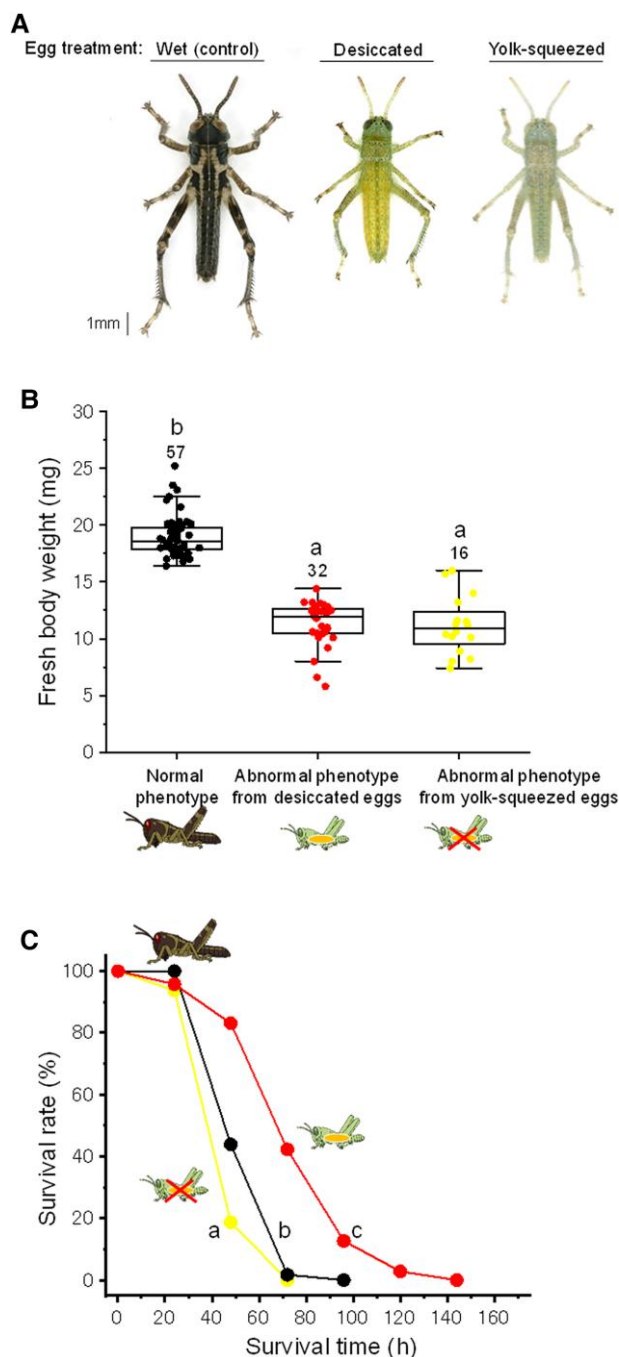 A
Egg treatment: Wet (control) Desiccated Yolk-squeezed
1mm
B
Fresh body weight (mg)
30
25
20
15
10
5
0
b
57
a
32
a
16
Normal phenotype
Abnormal phenotype from desiccated eggs
Abnormal phenotype from yolk-squeezed eggs
C
Survival rate (%)
100
80
60
40
20
0
a b c
0 20 40 60 80 100 120 140 160
Survival time (h)